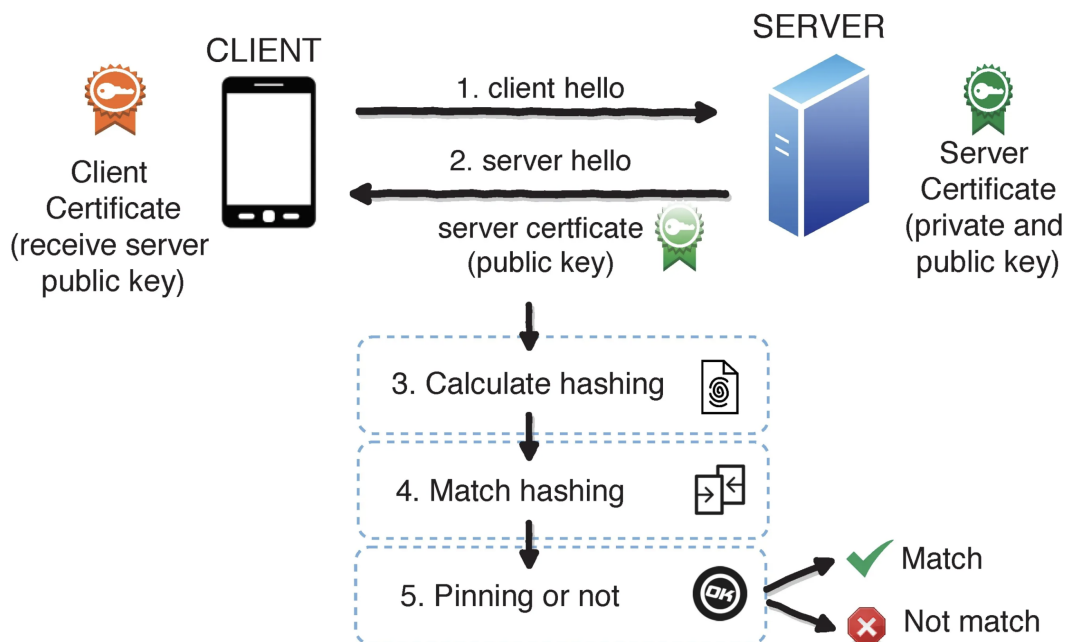 CLIENT
SERVER
1. client hello
2. server hello
Client
Certificate
(receive server
public key)
Server
Certificate
(private and
public key)
server certficate
(public key)
3. Calculate hashing
4. Match hashing
5. Pinning or not
OK
Match
Not match